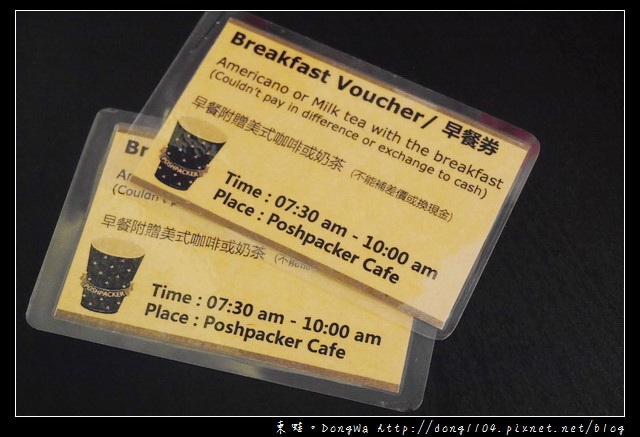 Breakfast Voucher/ 早餐券
Americano or Milk tea with the breakfast
(Couldn't pay in difference or exchange to cash)
早餐附贈美式咖啡或奶茶 (不能補差價或換現金)
POSHPACKER
Time : 07:30 am - 10:00 am
Place : Poshpacker Cafe
Br
Am
(Couldn't p
早餐附贈美式咖啡或奶茶 (不能補
POSHPACKER
Time : 07:30 am - 10:00 am
Place : Poshpacker Cafe
東蛙。DongWa http://dong1104.pixnet.net/blog